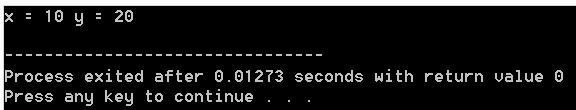 x = 10 y = 20
--------------------------------
Process exited after 0.01273 seconds with return value 0
Press any key to continue . . .